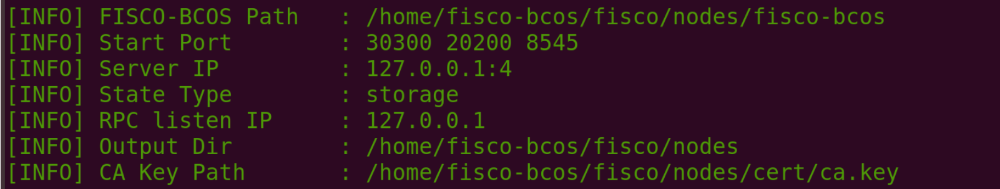 [INFO] FISCO-BCOS Path   : /home/fisco-bcos/fisco/nodes/fisco-bcos
[INFO] Start Port        : 30300 20200 8545
[INFO] Server IP         : 127.0.0.1:4
[INFO] State Type        : storage
[INFO] RPC listen IP     : 127.0.0.1
[INFO] Output Dir        : /home/fisco-bcos/fisco/nodes
[INFO] CA Key Path       : /home/fisco-bcos/fisco/nodes/cert/ca.key